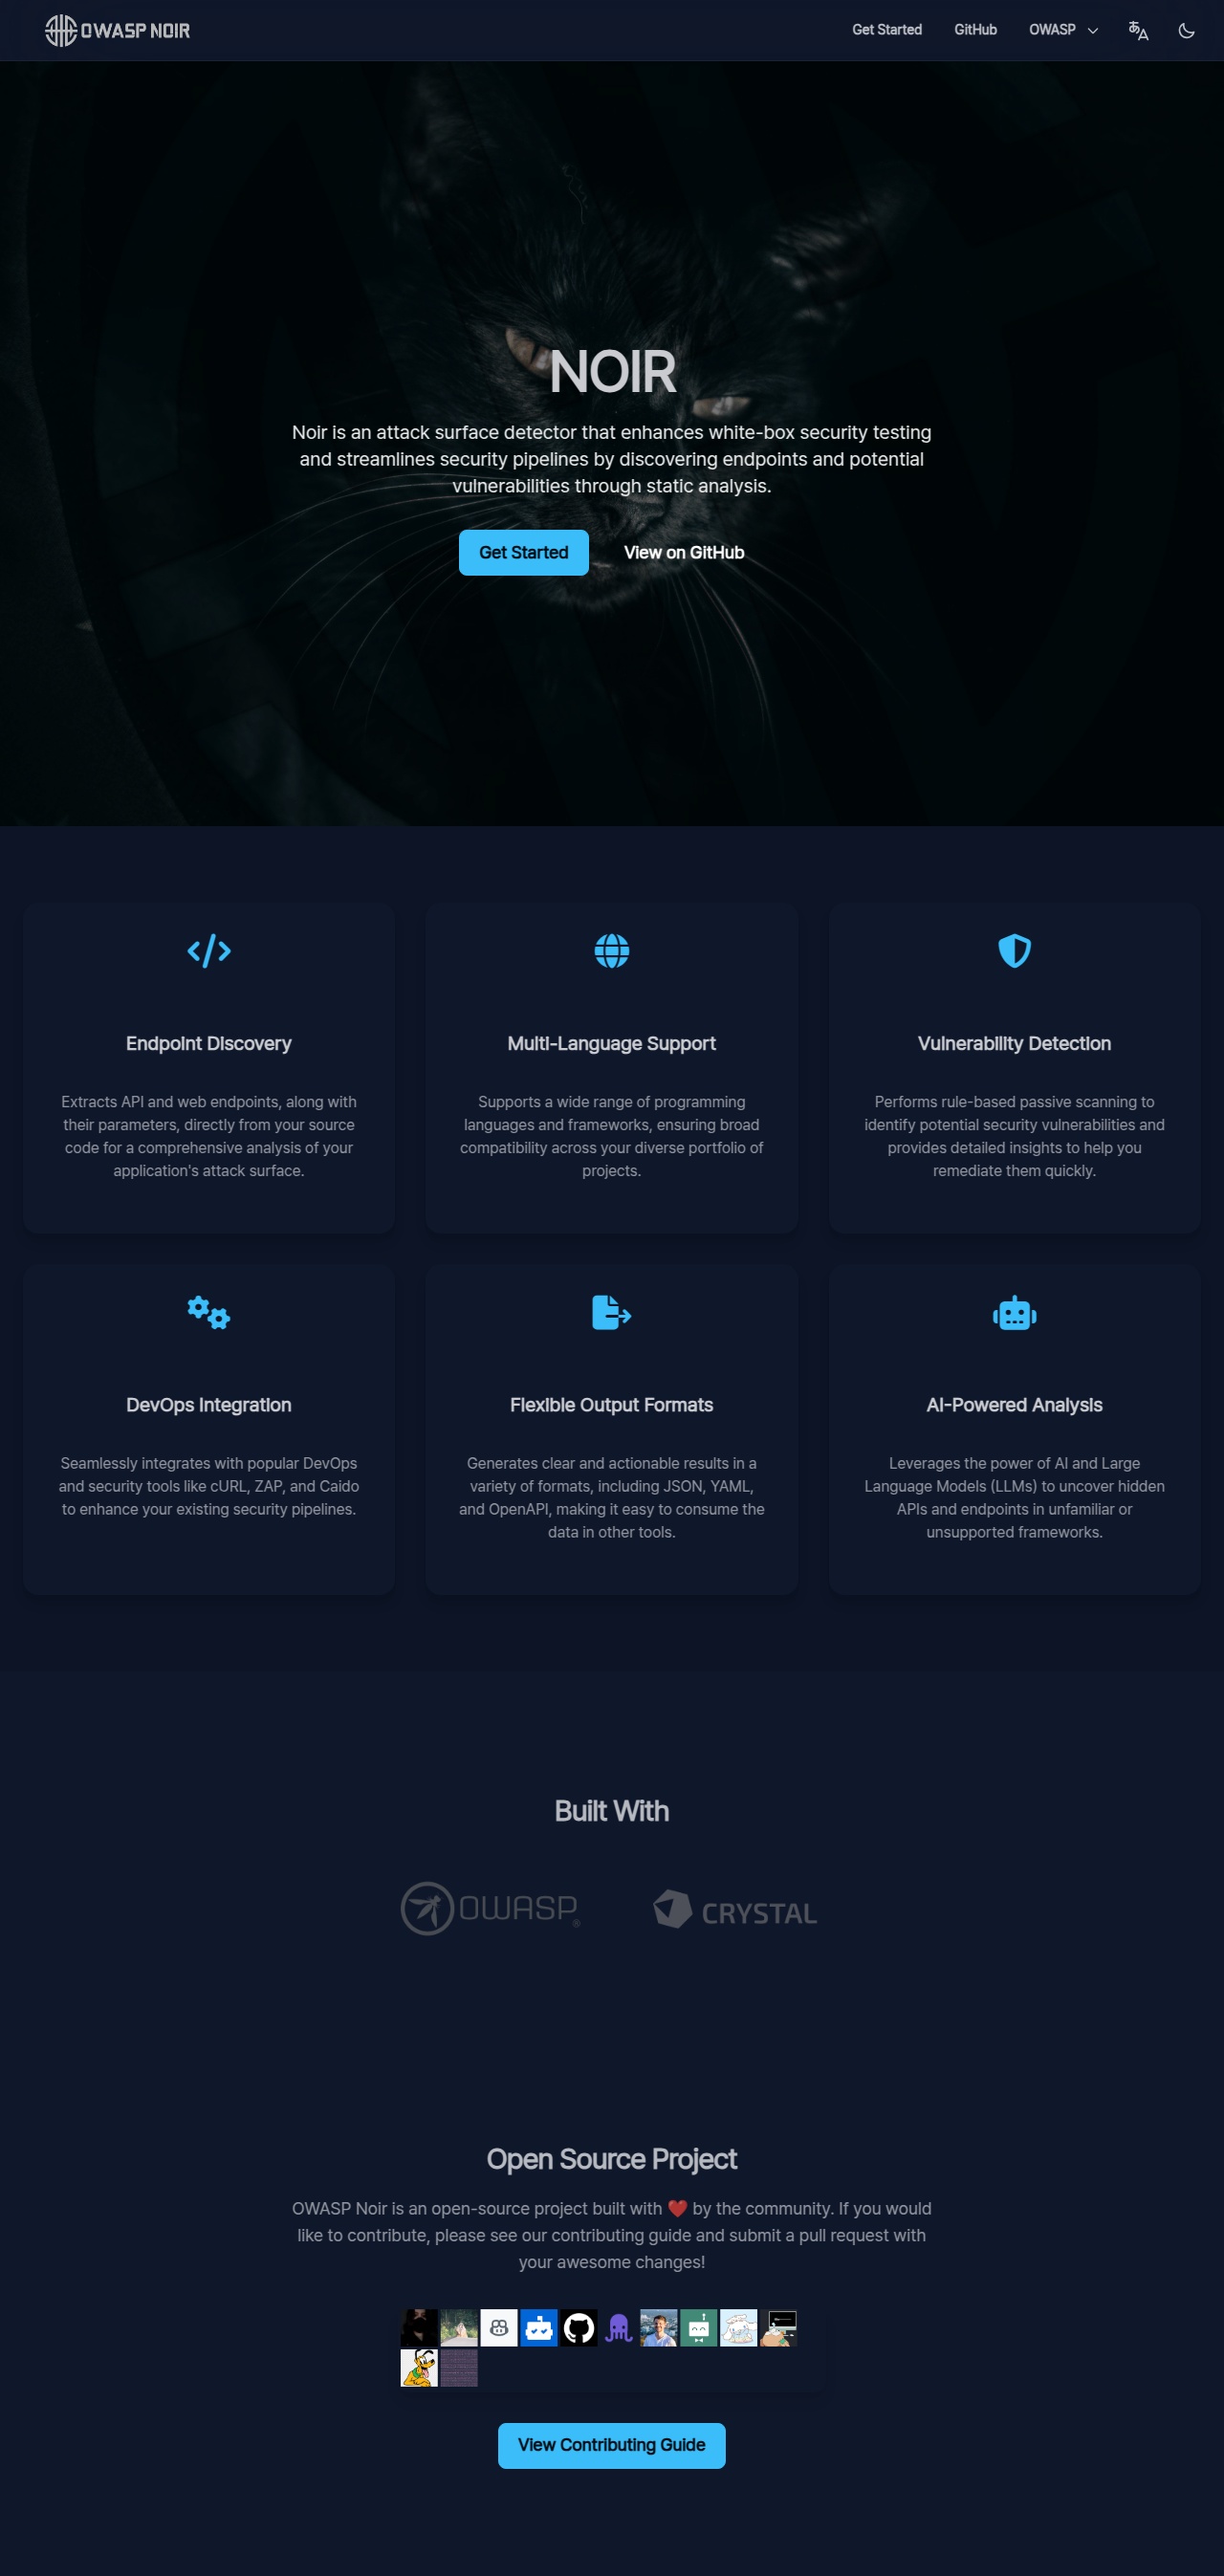 OWASP NOIR
Get Started
GitHub
OWASP
NOIR
Noir is an attack surface detector that enhances white-box security testing
and streamlines security pipelines by discovering endpoints and potential
vulnerabilities through static analysis.
Get Started
View on GitHub
Endpoint Discovery
Extracts API and web endpoints, along with
their parameters, directly from your source
code for a comprehensive analysis of your
application's attack surface.
Multi-Language Support
Supports a wide range of programming
languages and frameworks, ensuring broad
compatibility across your diverse portfolio of
projects.
Vulnerability Detection
Performs rule-based passive scanning to
identify potential security vulnerabilities and
provides detailed insights to help you
remediate them quickly.
DevOps Integration
Seamlessly integrates with popular DevOps
and security tools like cURL, ZAP, and Caido
to enhance your existing security pipelines.
Flexible Output Formats
Generates clear and actionable results in a
variety of formats, including JSON, YAML,
and OpenAPI, making it easy to consume the
data in other tools.
AI-Powered Analysis
Leverages the power of AI and Large
Language Models (LLMs) to uncover hidden
APIs and endpoints in unfamiliar or
unsupported frameworks.
Built With
OWASP®
CRYSTAL
Open Source Project
OWASP Noir is an open-source project built with ❤️ by the community. If you would
like to contribute, please see our contributing guide and submit a pull request with
your awesome changes!
View Contributing Guide